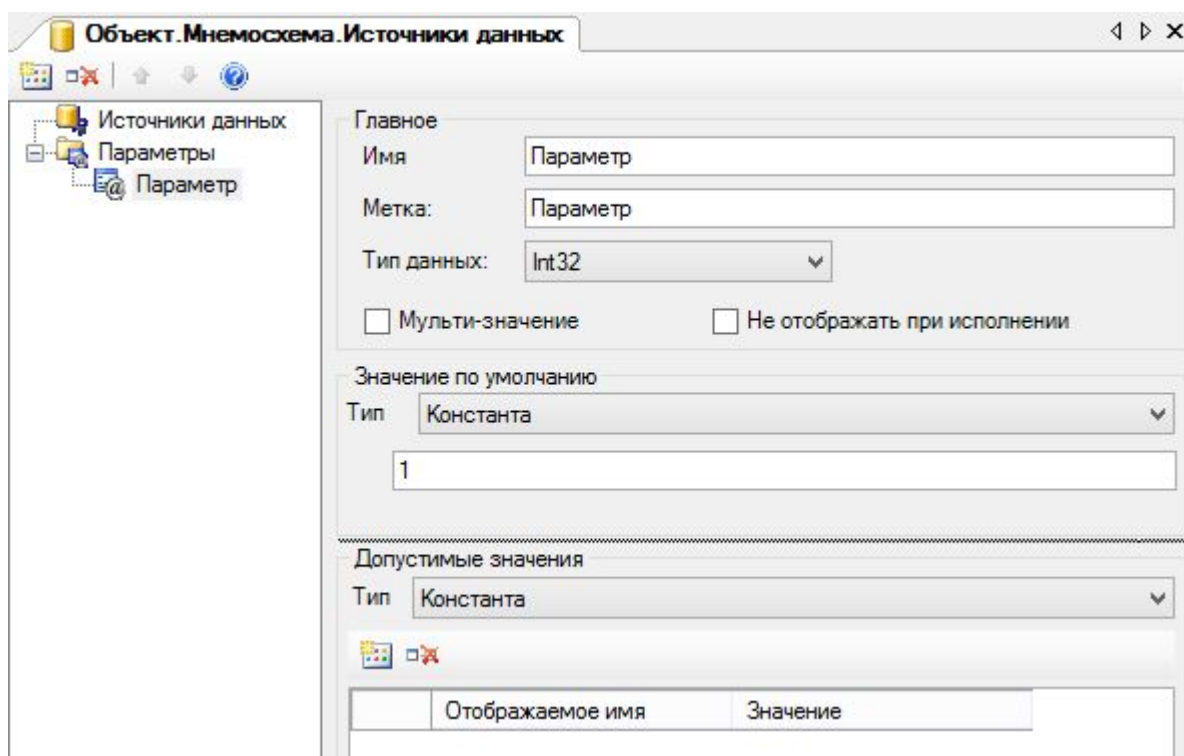 Объект.Мнемосхема.Источники данных
Источники данных
Параметры
Параметр
Главное
Имя Параметр
Метка: Параметр
Тип данных: Int32
Мульти-значение Не отображать при исполнении
Значение по умолчанию
Тип Константа
1
Допустимые значения
Тип Константа
Отображаемое имя Значение